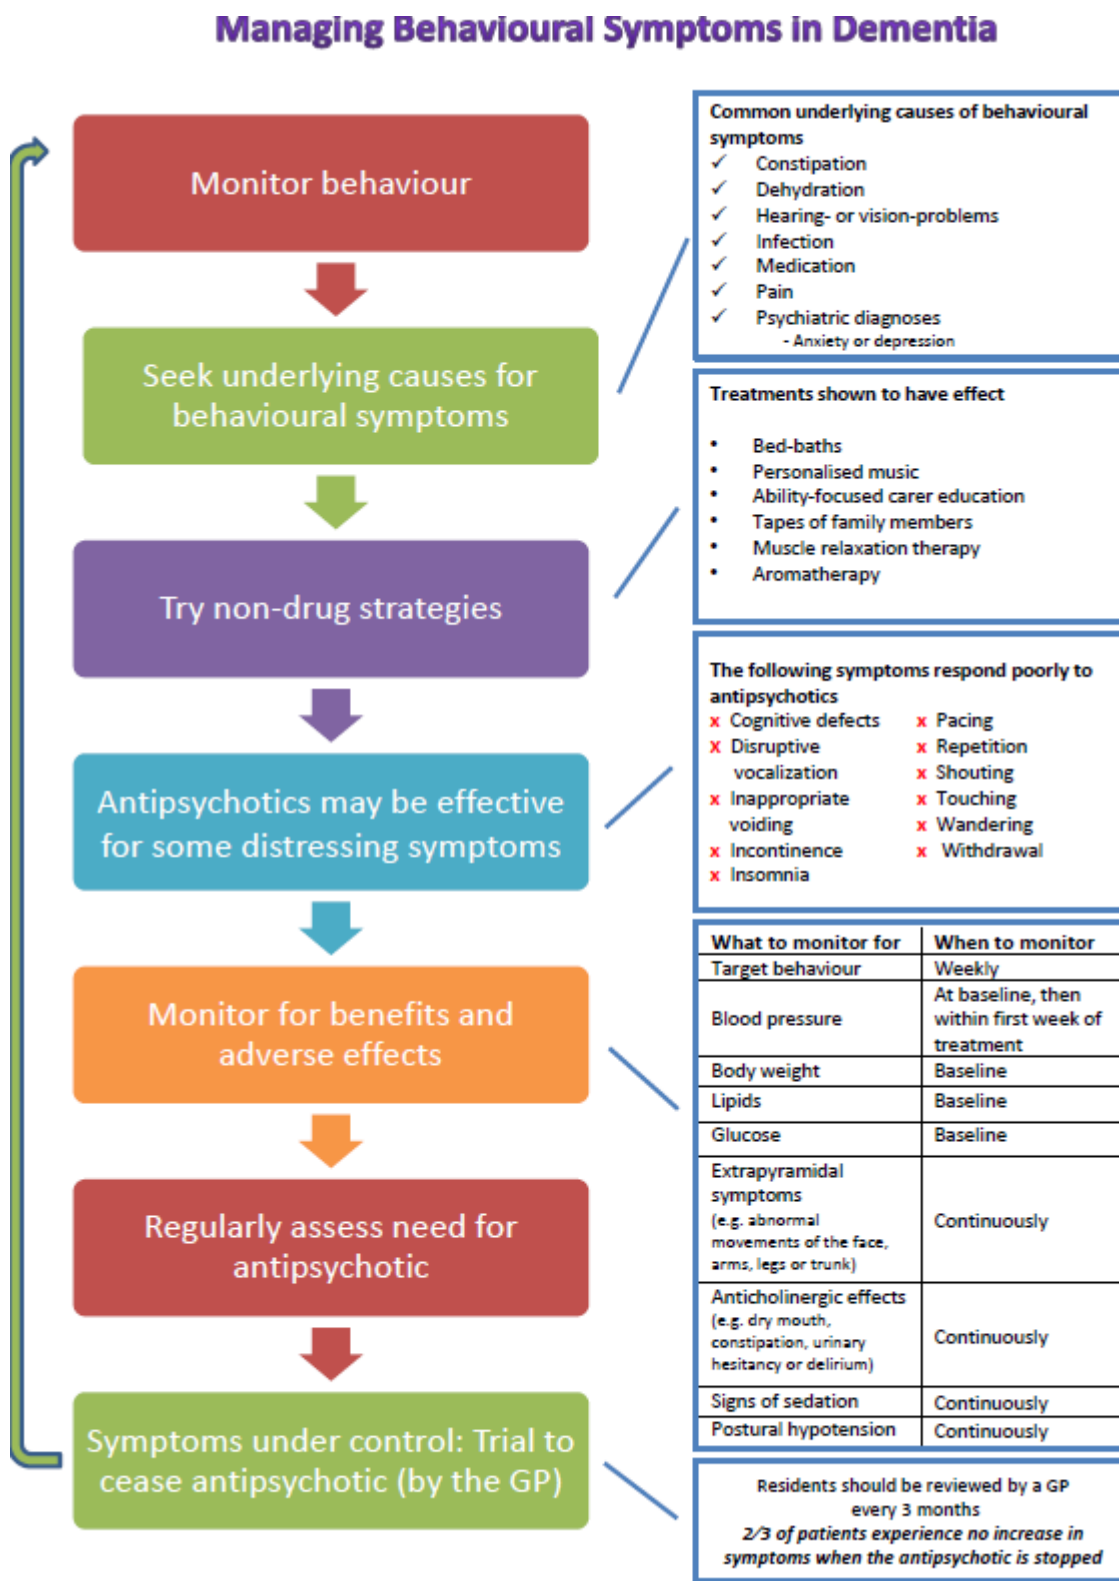 Managing Behavioural Symptoms in Dementia
Monitor behaviour
Seek underlying causes for
behavioural symptoms
Try non-drug strategies
Antipsychotics may be effective
for some distressing symptoms
Monitor for benefits and
adverse effects
Regularly assess need for
antipsychotic
Symptoms under control: Trial to
cease antipsychotic (by the GP)
Common underlying causes of behavioural
symptoms
✓ Constipation
✓ Dehydration
✓ Hearing- or vision-problems
✓ Infection
✓ Medication
✓ Pain
✓ Psychiatric diagnoses
- Anxiety or depression
Treatments shown to have effect
• Bed-baths
• Personalised music
• Ability-focused carer education
• Tapes of family members
• Muscle relaxation therapy
• Aromatherapy
The following symptoms respond poorly to
antipsychotics
x Cognitive defects
x Disruptive
vocalization
x Inappropriate
voiding
x Incontinence
x Insomnia
x Pacing
x Repetition
x Shouting
x Touching
x Wandering
x Withdrawal
What to monitor for When to monitor
Target behaviour Weekly
Blood pressure At baseline, then
within first week of
treatment
Body weight Baseline
Lipids Baseline
Glucose Baseline
Extrapyramidal
symptoms
(e.g. abnormal
movements of the face,
arms, legs or trunk)
Continuously
Anticholinergic effects
(e.g. dry mouth,
constipation, urinary
hesitancy or delirium)
Continuously
Signs of sedation Continuously
Postural hypotension Continuously
Residents should be reviewed by a GP
every 3 months
2/3 of patients experience no increase in
symptoms when the antipsychotic is stopped